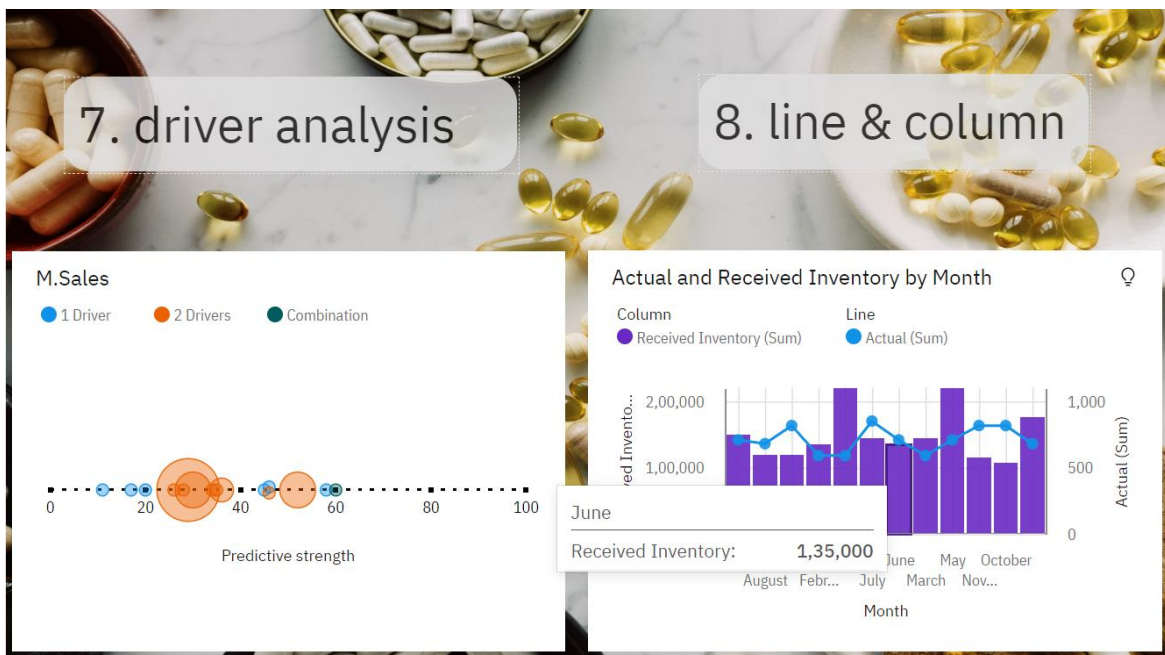 7. driver analysis
8. line & column
M.Sales
1 Driver 2 Drivers Combination
0 20 40 60 80 100
Predictive strength
Actual and Received Inventory by Month
Column Line
Received Inventory (Sum) Actual (Sum)
2,00,000
1,00,000
ved Invento...
1,000
500
0
Actual (Sum)
June
Received Inventory: 1,35,000
June May October
August Febr... July March Nov...
Month